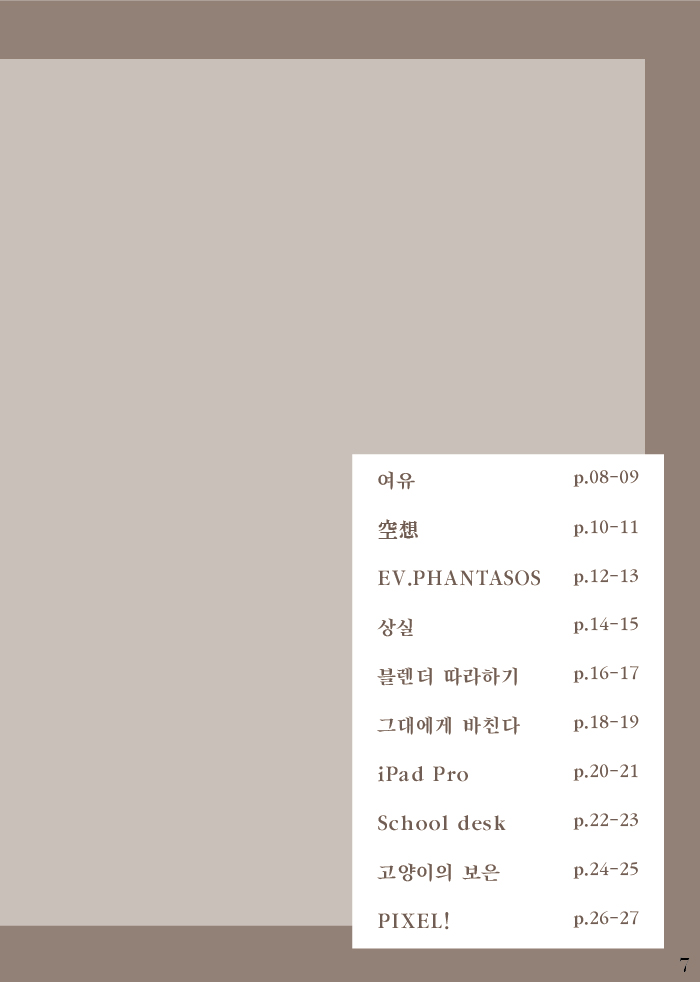 여유 p.08-09
空想 p.10-11
EV.PHANTASOS p.12-13
상실 p.14-15
블렌더 따라하기 p.16-17
그대에게 바친다 p.18-19
iPad Pro p.20-21
School desk p.22-23
고양이의 보은 p.24-25
PIXEL! p.26-27
7